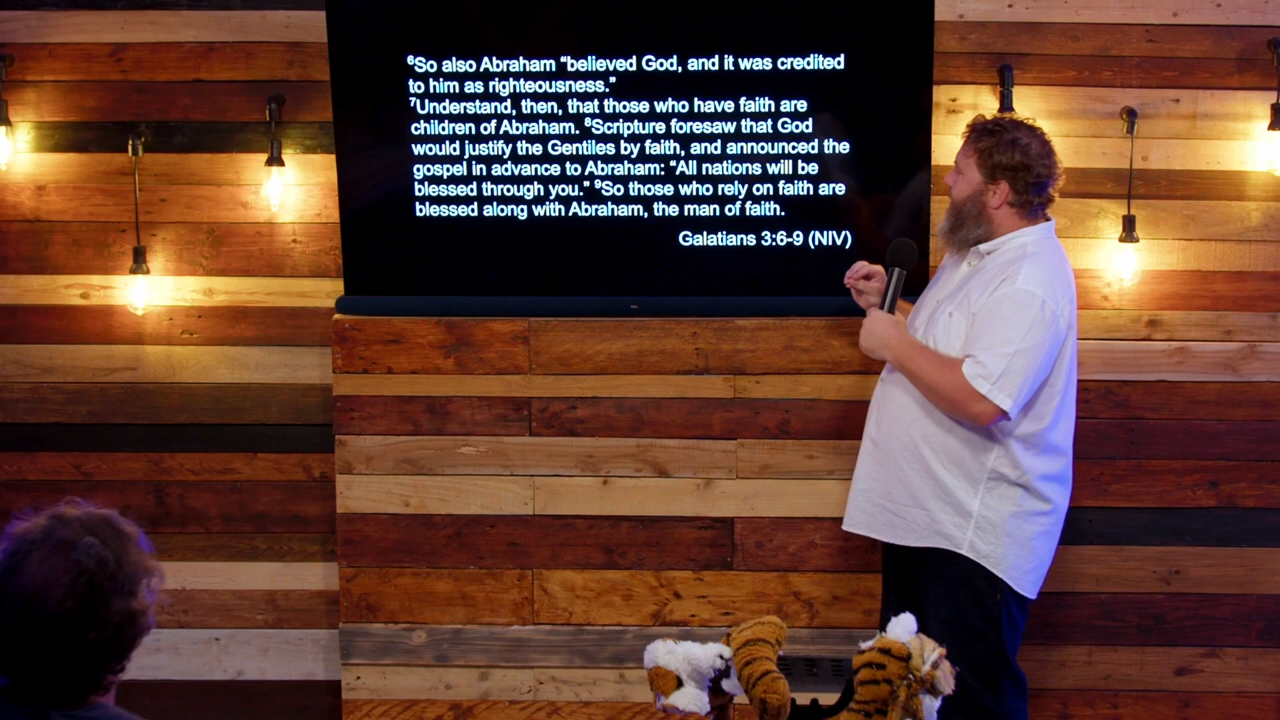 ⁶So also Abraham “believed God, and it was credited
to him as righteousness.”
⁷Understand, then, that those who have faith are
children of Abraham. ⁸Scripture foresaw that God
would justify the Gentiles by faith, and announced the
gospel in advance to Abraham: “All nations will be
blessed through you.” ⁹So those who rely on faith are
blessed along with Abraham, the man of faith.
Galatians 3:6-9 (NIV)